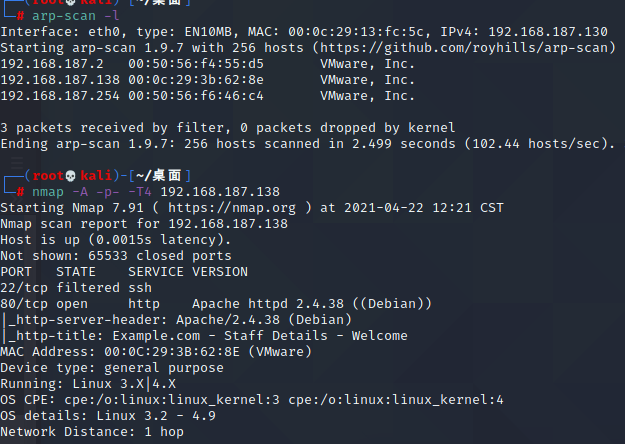 (root💀kali)-[~/桌面]
# arp-scan -l
Interface: eth0, type: EN10MB, MAC: 00:0c:29:13:fc:5c, IPv4: 192.168.187.130
Starting arp-scan 1.9.7 with 256 hosts (https://github.com/royhills/arp-scan)
192.168.187.2 00:50:56:f4:55:d5 VMware, Inc.
192.168.187.138 00:0c:29:3b:62:8e VMware, Inc.
192.168.187.254 00:50:56:f6:46:c4 VMware, Inc.
3 packets received by filter, 0 packets dropped by kernel
Ending arp-scan 1.9.7: 256 hosts scanned in 2.499 seconds (102.44 hosts/sec).
(root💀kali)-[~/桌面]
# nmap -A -p- -T4 192.168.187.138
Starting Nmap 7.91 ( https://nmap.org ) at 2021-04-22 12:21 CST
Nmap scan report for 192.168.187.138
Host is up (0.0015s latency).
Not shown: 65533 closed ports
PORT STATE SERVICE VERSION
22/tcp filtered ssh
80/tcp open http Apache httpd 2.4.38 ((Debian))
|_http-server-header: Apache/2.4.38 (Debian)
|_http-title: Example.com - Staff Details - Welcome
MAC Address: 00:0C:29:3B:62:8E (VMware)
Device type: general purpose
Running: Linux 3.X|4.X
OS CPE: cpe:/o:linux:linux_kernel:3 cpe:/o:linux:linux_kernel:4
OS details: Linux 3.2 - 4.9
Network Distance: 1 hop